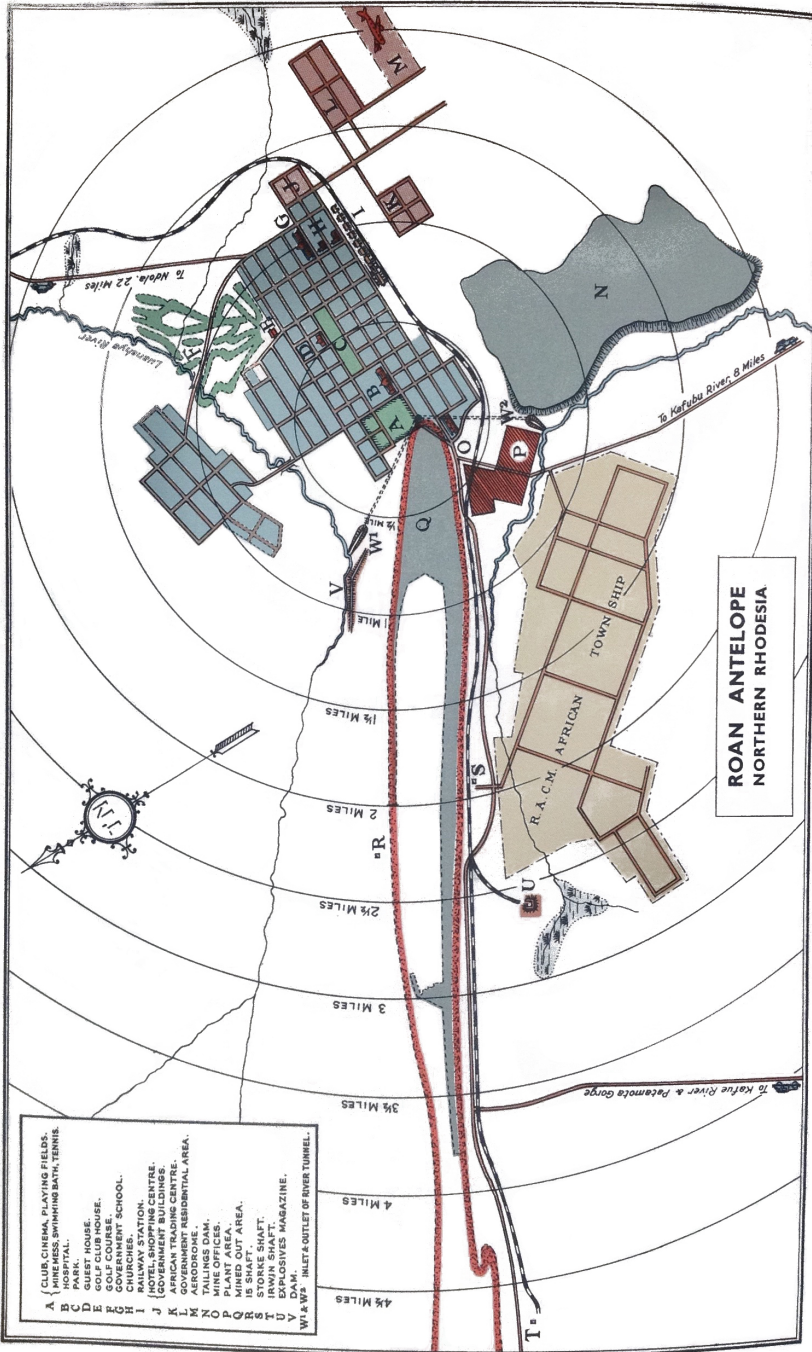 ROAN ANTELOPE
NORTHERN RHODESIA
A { CLUB, CINEMA, PLAYING FIELDS.
{ MINE MESS, SWIMMING BATH, TENNIS.
B HOSPITAL.
C PARK.
D GUEST HOUSE.
E GOLF CLUB HOUSE.
F GOLF COURSE.
G GOVERNMENT SCHOOL.
H CHURCHES.
I RAILWAY STATION.
J { HOTEL, SHOPPING CENTRE.
{ GOVERNMENT BUILDINGS.
K AFRICAN TRADING CENTRE.
L GOVERNMENT RESIDENTIAL AREA.
M AERODROME.
N TAILINGS DAM.
O MINE OFFICES.
P PLANT AREA.
Q MINED OUT AREA.
R 15 SHAFT.
S STORKE SHAFT.
T IRWIN SHAFT.
U EXPLOSIVES MAGAZINE.
V DAM.
W1 & W2 INLET & OUTLET OF RIVER TUNNEL.
To Ndola. 22 Miles
Luanshya River
To Kafubu River, 8 Miles
To Kafue River & Patamota Gorge
R.A.C.M. AFRICAN TOWNSHIP
½ MILE
1 MILE
1½ MILES
2 MILES
2½ MILES
3 MILES
3½ MILES
4 MILES
4½ MILES
A
B
C
D
E
F
G
H
I
J
K
L
M
N
O
P
Q
R
S
T
U
V
W1
W2